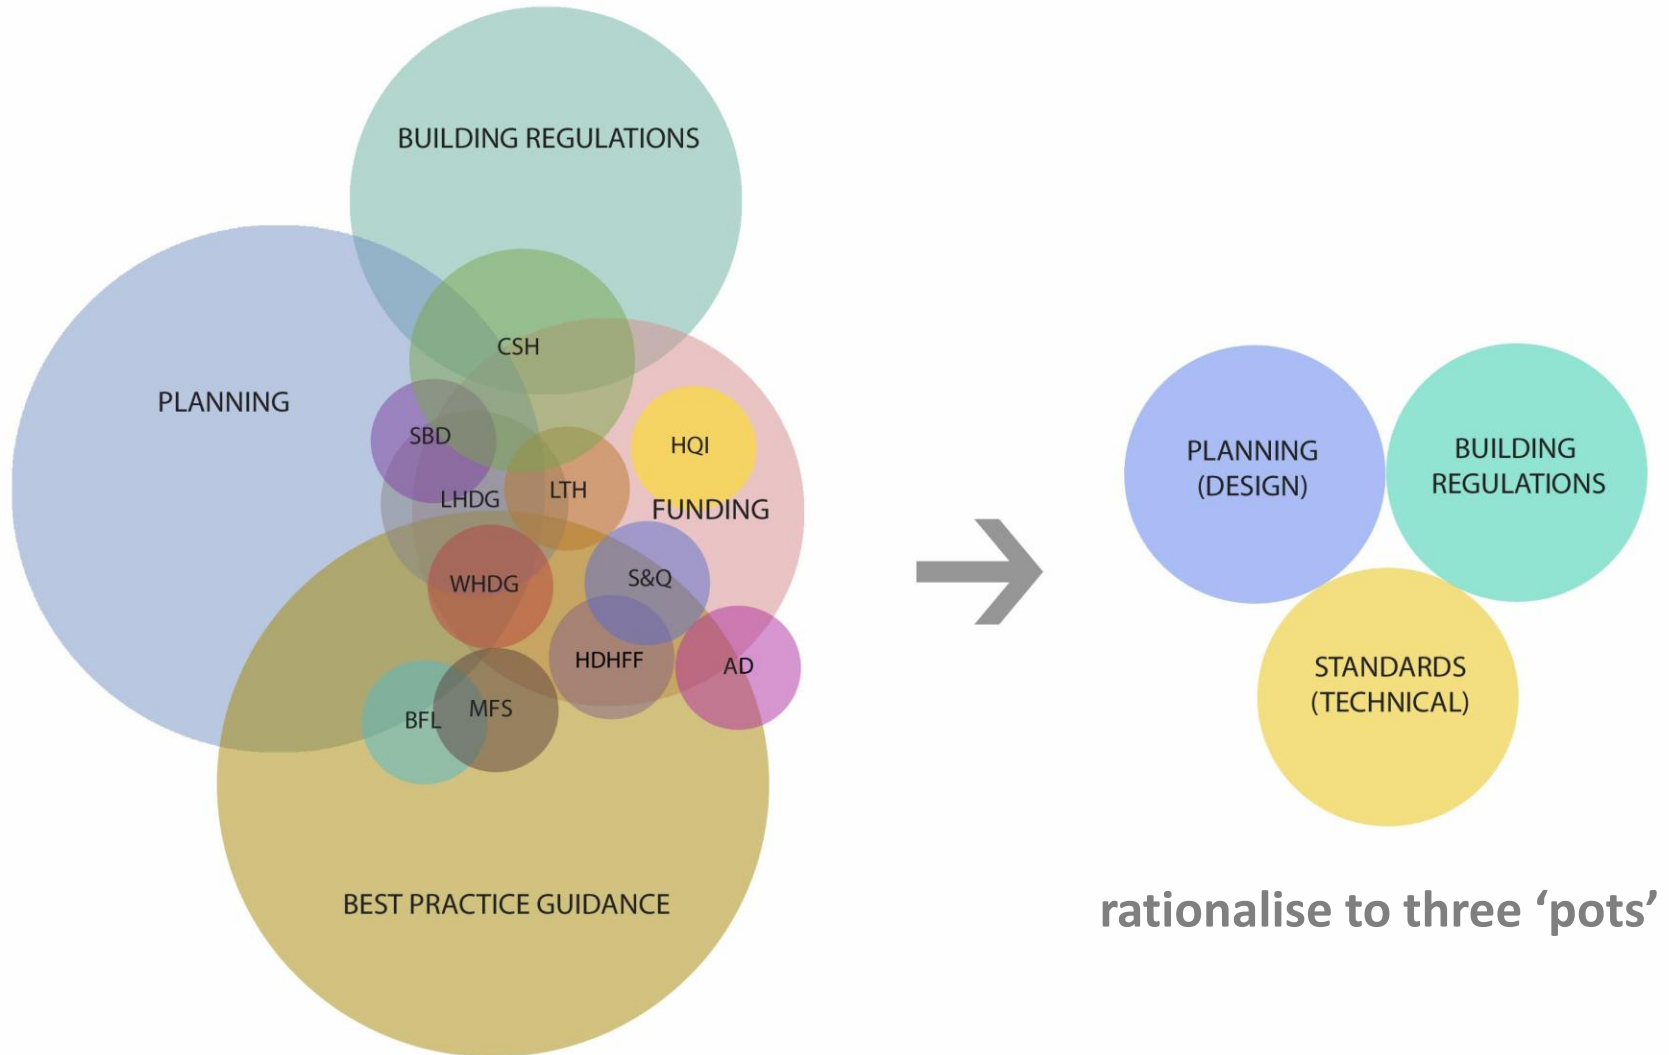 BUILDING REGULATIONS
CSH
PLANNING
SBD
HQI
LHDG
LTH
FUNDING
WHDG
S&Q
HDHFF
AD
BFL
MFS
BEST PRACTICE GUIDANCE
PLANNING
(DESIGN)
BUILDING
REGULATIONS
STANDARDS
(TECHNICAL)
rationalise to three ‘pots’